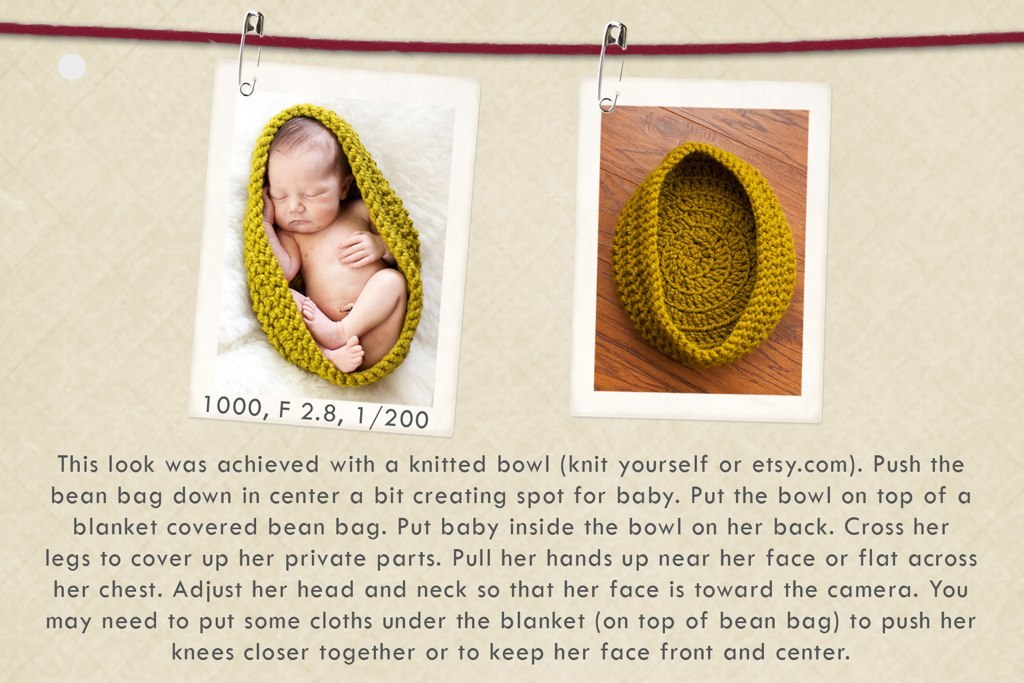 1000, F 2.8, 1/200
This look was achieved with a knitted bowl (knit yourself or etsy.com). Push the
bean bag down in center a bit creating spot for baby. Put the bowl on top of a
blanket covered bean bag. Put baby inside the bowl on her back. Cross her
legs to cover up her private parts. Pull her hands up near her face or flat across
her chest. Adjust her head and neck so that her face is toward the camera. You
may need to put some cloths under the blanket (on top of bean bag) to push her
knees closer together or to keep her face front and center.